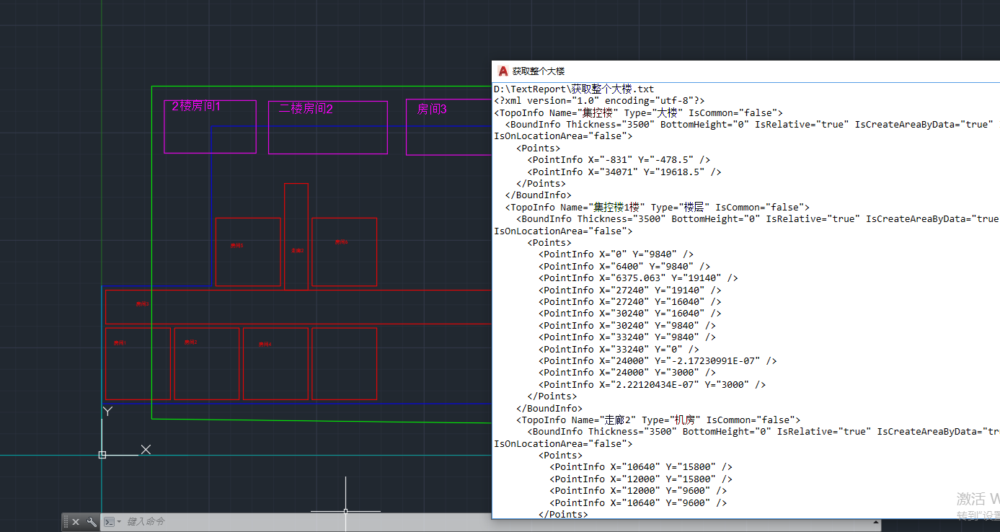 2楼房间1
二楼房间2
房间3
房间5
走廊2
房间3
房间1
房间2
房间4
Y
X
键入命令
获取整个大楼
D:\TextReport\获取整个大楼.txt
<?xml version="1.0" encoding="utf-8"?>
<TopoInfo Name="集控楼" Type="大楼" IsCommon="false">
<BoundInfo Thickness="3500" BottomHeight="0" IsRelative="true" IsCreateAreaByData="true"
IsOnLocationArea="false">
<Points>
<PointInfo X="-831" Y="-478.5" />
<PointInfo X="34071" Y="19618.5" />
</Points>
</BoundInfo>
<TopoInfo Name="集控楼1楼" Type="楼层" IsCommon="false">
<BoundInfo Thickness="3500" BottomHeight="0" IsRelative="true" IsCreateAreaByData="true
IsOnLocationArea="false">
<Points>
<PointInfo X="0" Y="9840" />
<PointInfo X="6400" Y="9840" />
<PointInfo X="6375.063" Y="19140" />
<PointInfo X="27240" Y="19140" />
<PointInfo X="27240" Y="16040" />
<PointInfo X="30240" Y="16040" />
<PointInfo X="30240" Y="9840" />
<PointInfo X="33240" Y="9840" />
<PointInfo X="33240" Y="0" />
<PointInfo X="24000" Y="-2.17230991E-07" />
<PointInfo X="24000" Y="3000" />
<PointInfo X="2.22120434E-07" Y="3000" />
</Points>
</BoundInfo>
<TopoInfo Name="走廊2" Type="机房" IsCommon="false">
<BoundInfo Thickness="3500" BottomHeight="0" IsRelative="true" IsCreateAreaByData="tr
IsOnLocationArea="false">
<Points>
<PointInfo X="10640" Y="15800" />
<PointInfo X="12000" Y="15800" />
<PointInfo X="12000" Y="9600" />
<PointInfo X="10640" Y="9600" />
</Points>
激活 W
转到"设置